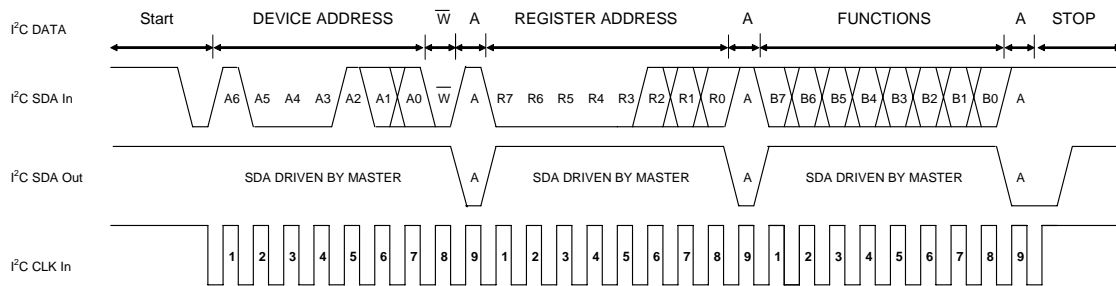 I²C DATA Start DEVICE ADDRESS W̅ A REGISTER ADDRESS A FUNCTIONS A STOP
I²C SDA In A6 A5 A4 A3 A2 A1 A0 W̅ A R7 R6 R5 R4 R3 R2 R1 R0 A B7 B6 B5 B4 B3 B2 B1 B0 A
I²C SDA Out SDA DRIVEN BY MASTER A SDA DRIVEN BY MASTER A SDA DRIVEN BY MASTER A
I²C CLK In 1 2 3 4 5 6 7 8 9 1 2 3 4 5 6 7 8 9 1 2 3 4 5 6 7 8 9